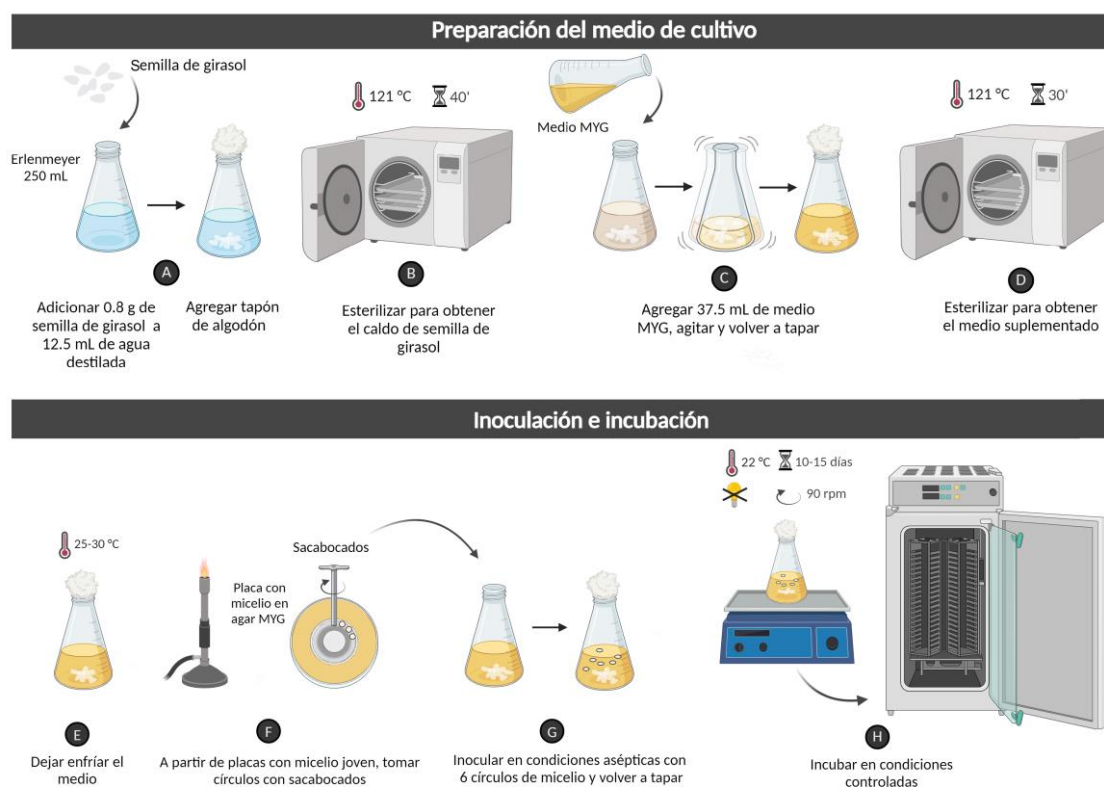 Preparación del medio de cultivo
Semilla de girasol
Erlenmeyer
250 mL
121 °C
40'
Medio MYG
121 °C
30'
A
Adicionar 0.8 g de
semilla de girasol a
12.5 mL de agua
destilada
Agregar tapón
de algodón
B
Esterilizar para obtener
el caldo de semilla de
girasol
C
Agregar 37.5 mL de medio
MYG, agitar y volver a tapar
D
Esterilizar para obtener
el medio suplementado
Inoculación e incubación
25-30 °C
Sacabocados
Placa con
micelio en
agar MYG
22 °C
10-15 días
90 rpm
E
Dejar enfríar el
medio
F
A partir de placas con micelio joven, tomar
círculos con sacabocados
G
Inocular en condiciones asépticas con
6 círculos de micelio y volver a tapar
H
Incubar en condiciones
controladas